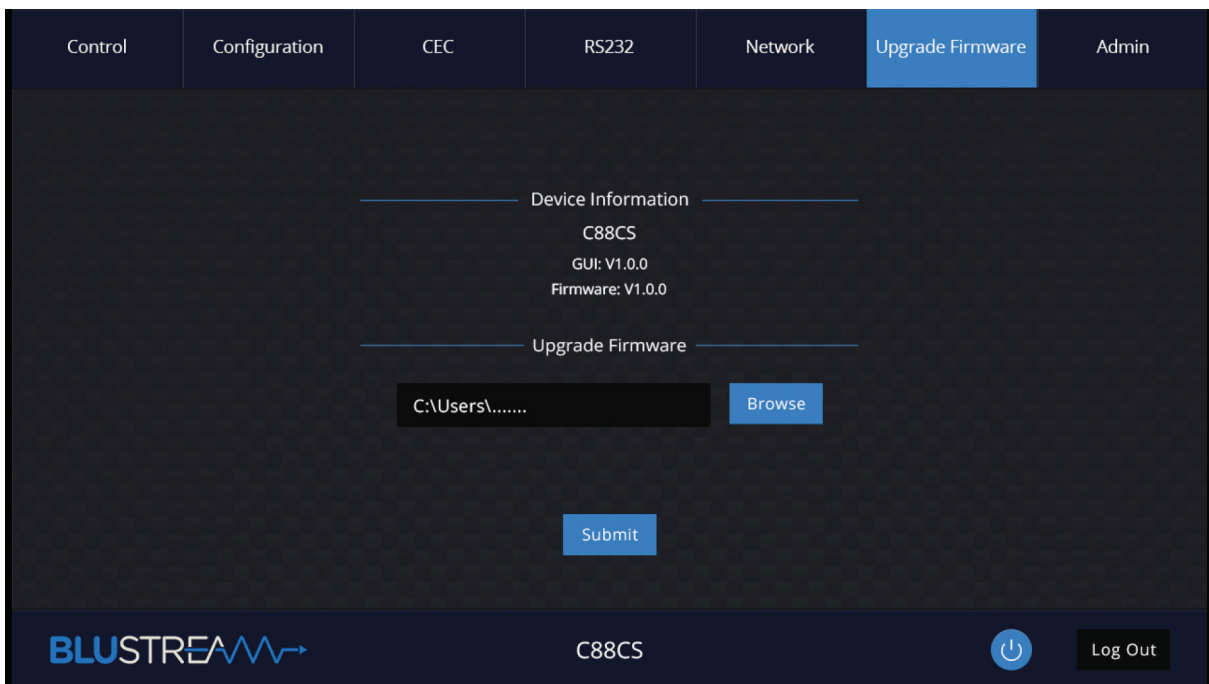 Control
Configuration
CEC
RS232
Network
Upgrade Firmware
Admin
Device Information
C88CS
GUI: V1.0.0
Firmware: V1.0.0
Upgrade Firmware
C:\Users\.......
Browse
Submit
BLUSTREAM
C88CS
Log Out